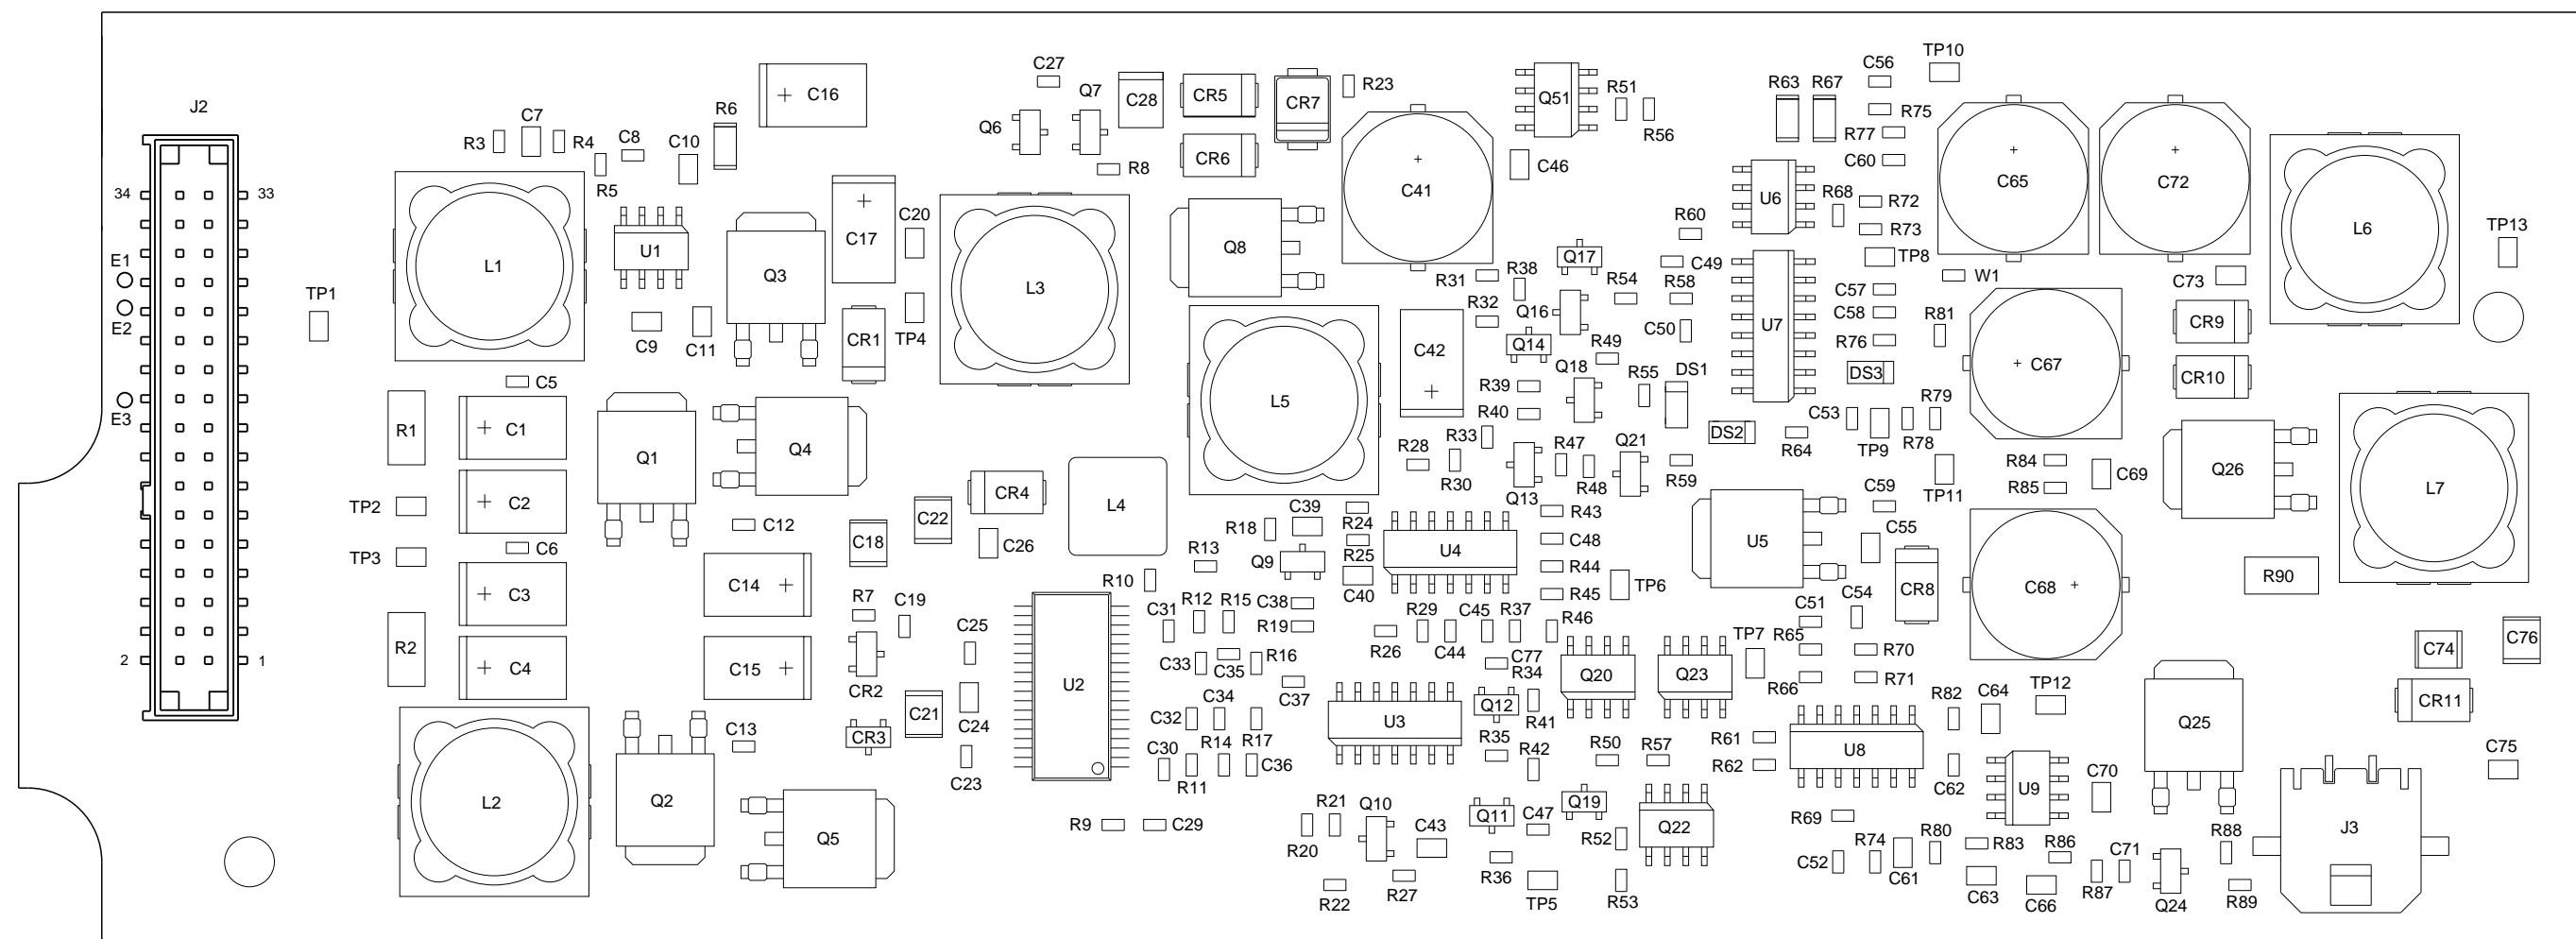 TP10
C27 C56
Q7 R63 R67
J2 C16 R6 C28 CR5 CR7 R23 Q51 R51 R75
C7 Q6 R56
R3 R4 C8 C10 CR6 R77
R5 R8 C46 C60
34 33 C41 U6 R68 R72 C65 C72
C20 R60 R73 L6 TP13
U1 C17 Q8 Q17 TP8
E1 L1 Q3 L3 R31 R38 C49 W1 C73
TP1 R32 Q16 R54 R58 C57
E2 C58 R81 CR9
C9 C11 CR1 TP4 C42 Q14 R49 C50 U7 R76
Q18 R55 DS1 DS3 C67 CR10
C5 R39
E3 L5 R40 C53 R79
R1 C1 Q1 Q4 R28 R33 R47 Q21 DS2 R64 TP9 R78
CR4 R30 Q13 R48 R59 TP11 R84 C69 Q26
R85 L7
TP2 C2 C12 C22 L4 C39 R24 R43 C59
C18 C26 R18 R25 U4 C48 U5 C55
TP3 C6 R13 Q9 R44
R10 C40 TP6 CR8 C68 R90
C3 C14 R7 C19 C31 R12 R15 C38 R45 C51 C54
C25 R19 R29 C45 R37 R46 TP7 R65
2 1 R2 C4 C15 CR2 U2 C33 C35 R16 R26 C44 C77 R34 Q20 Q23 R70 C74 C76
C37 R66 R71 TP12
C21 C24 C34 Q12 R41 R82 C64 CR11
C13 CR3 C32 R14 R17 U3 Q25
C23 C30 R11 C36 R35 R42 R50 R57 R61 U8 C75
R62 C62
L2 Q2 U9 C70
Q5 R9 C29 R21 Q10 C43 Q11 C47 Q19 R52 Q22 R69 R88 J3
R20 R74 R80 R83 R86 C71
R36 C52 C61
R22 R27 TP5 R53 C63 C66 R87 Q24 R89